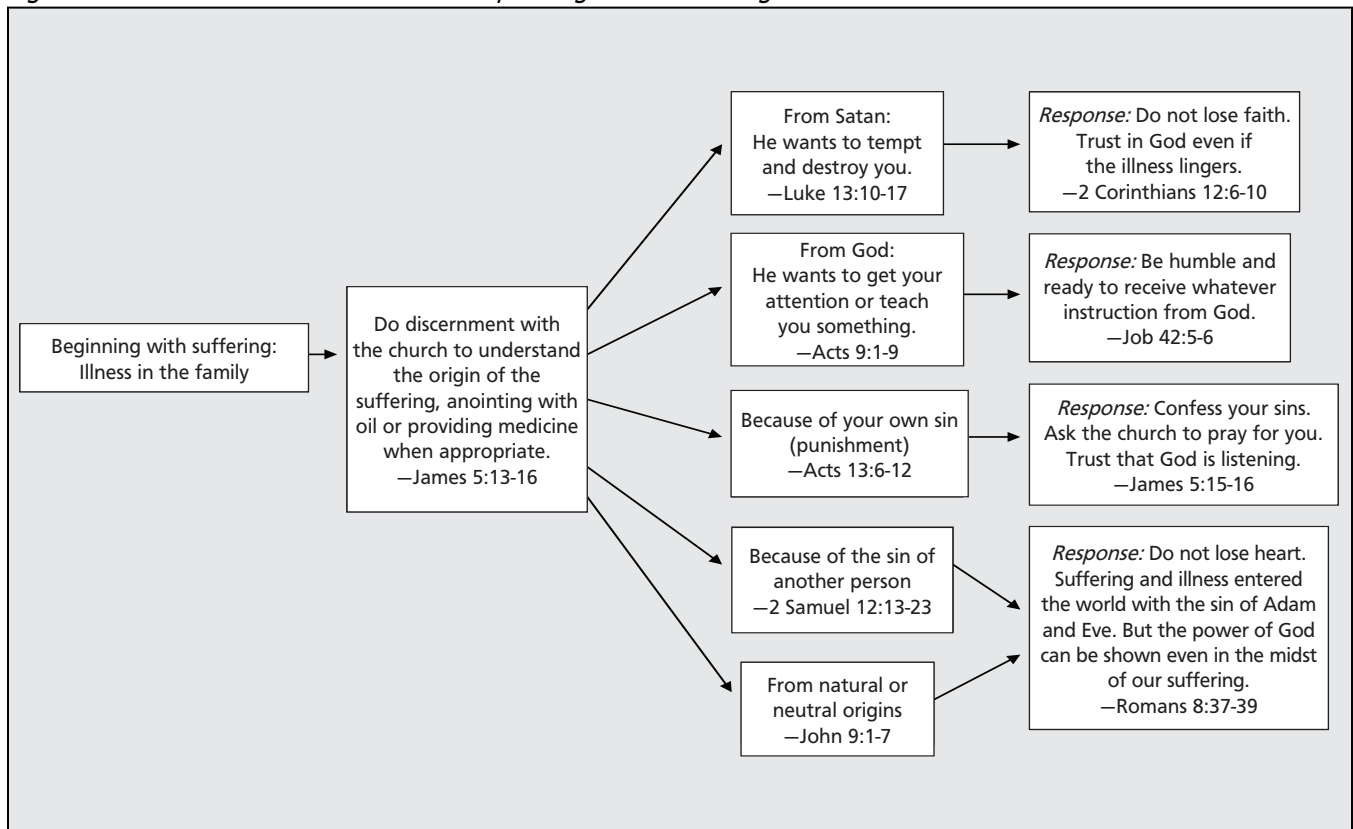 Beginning with suffering:
Illness in the family
Do discernment with
the church to understand
the origin of the
suffering, anointing with
oil or providing medicine
when appropriate.
—James 5:13-16
From Satan:
He wants to tempt
and destroy you.
—Luke 13:10-17
Response: Do not lose faith.
Trust in God even if
the illness lingers.
—2 Corinthians 12:6-10
From God:
He wants to get your
attention or teach
you something.
—Acts 9:1-9
Response: Be humble and
ready to receive whatever
instruction from God.
—Job 42:5-6
Because of your own sin
(punishment)
—Acts 13:6-12
Response: Confess your sins.
Ask the church to pray for you.
Trust that God is listening.
—James 5:15-16
Because of the sin of
another person
—2 Samuel 12:13-23
From natural or
neutral origins
—John 9:1-7
Response: Do not lose heart.
Suffering and illness entered
the world with the sin of Adam
and Eve. But the power of God
can be shown even in the midst
of our suffering.
—Romans 8:37-39